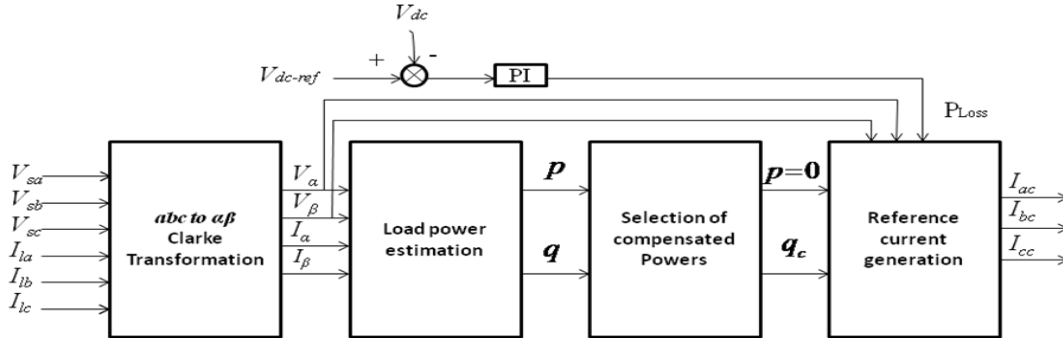 Vdc
+
-
Vdc-ref
PI
PLoss
Vsa
Vsb
Vsc
Ila
Ilb
Ilc
abc to αβ
Clarke
Transformation
Vα
Vβ
Iα
Iβ
Load power
estimation
p
q
Selection of
compensated
Powers
p=0
qc
Reference
current
generation
Iac
Ibc
Icc